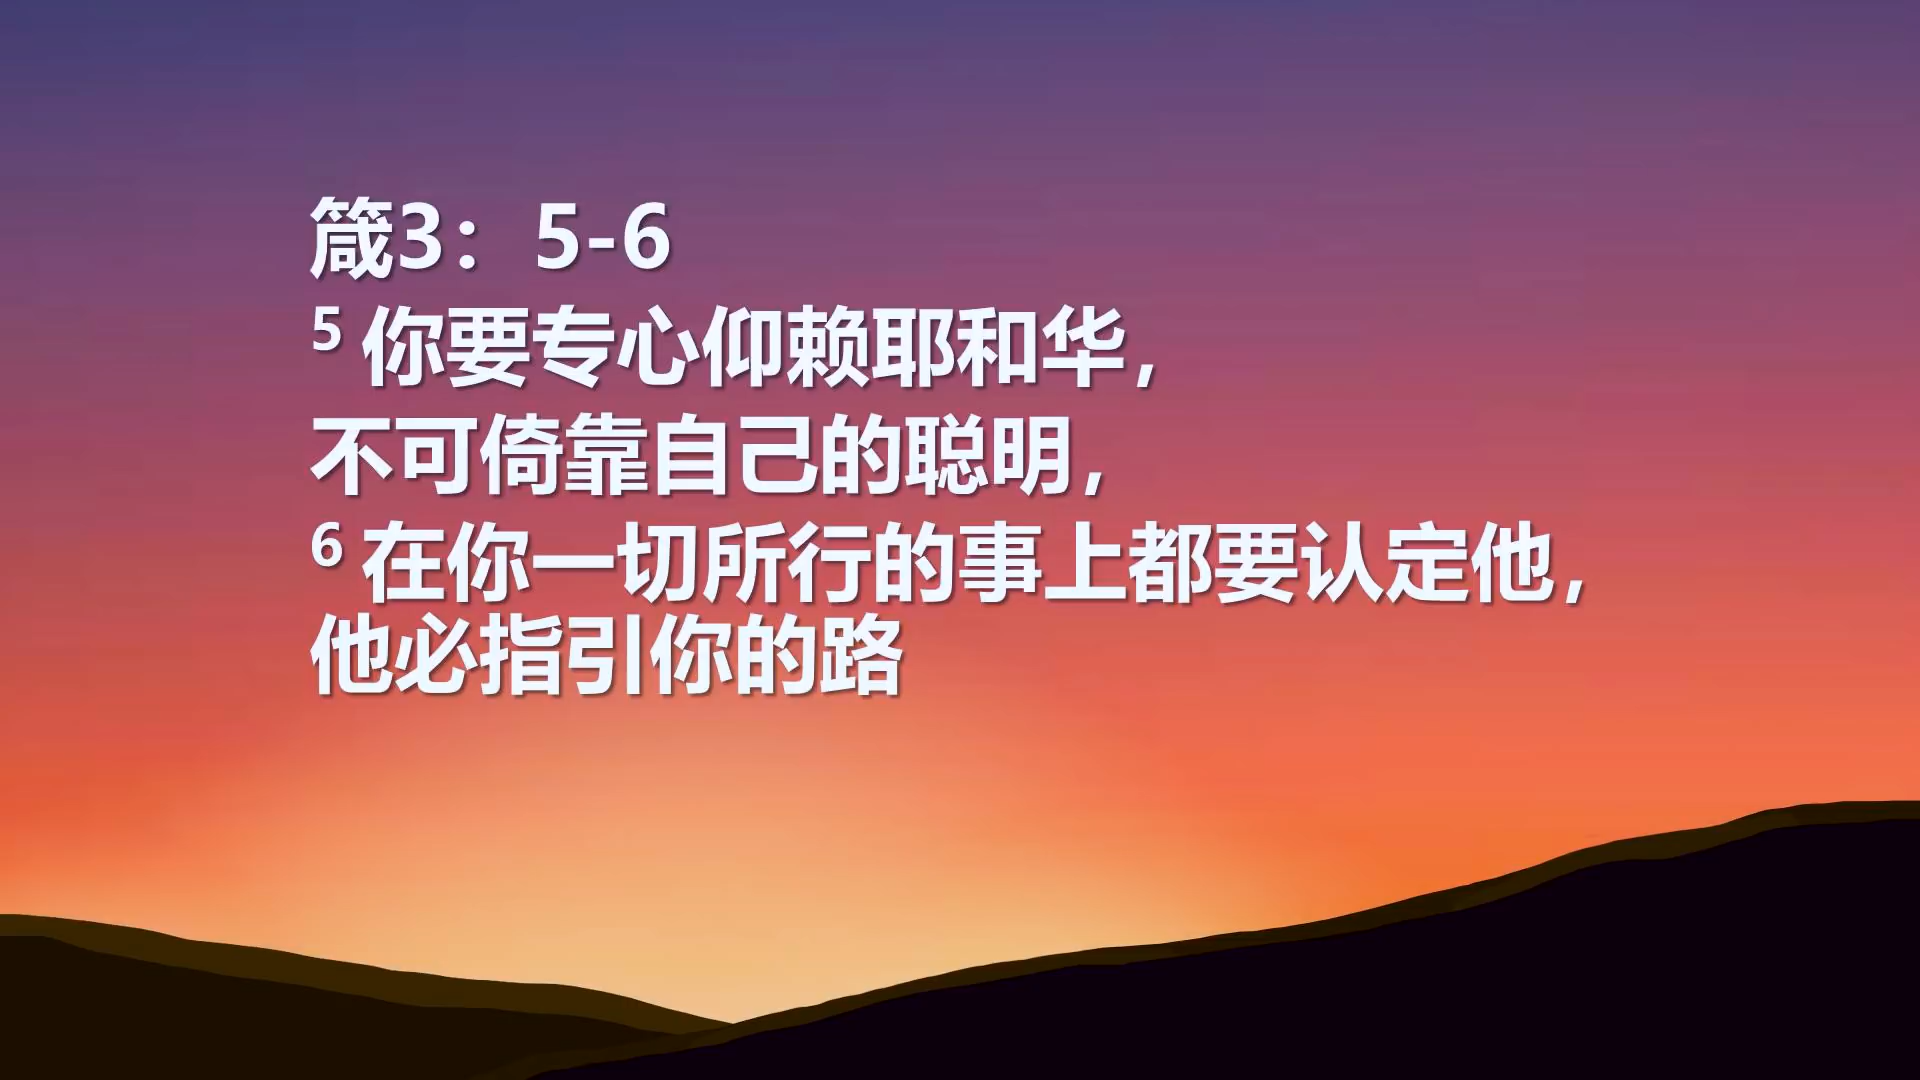 箴3：5-6
5 你要专心仰赖耶和华，
不可倚靠自己的聪明，
6 在你一切所行的事上都要认定他，
他必指引你的路